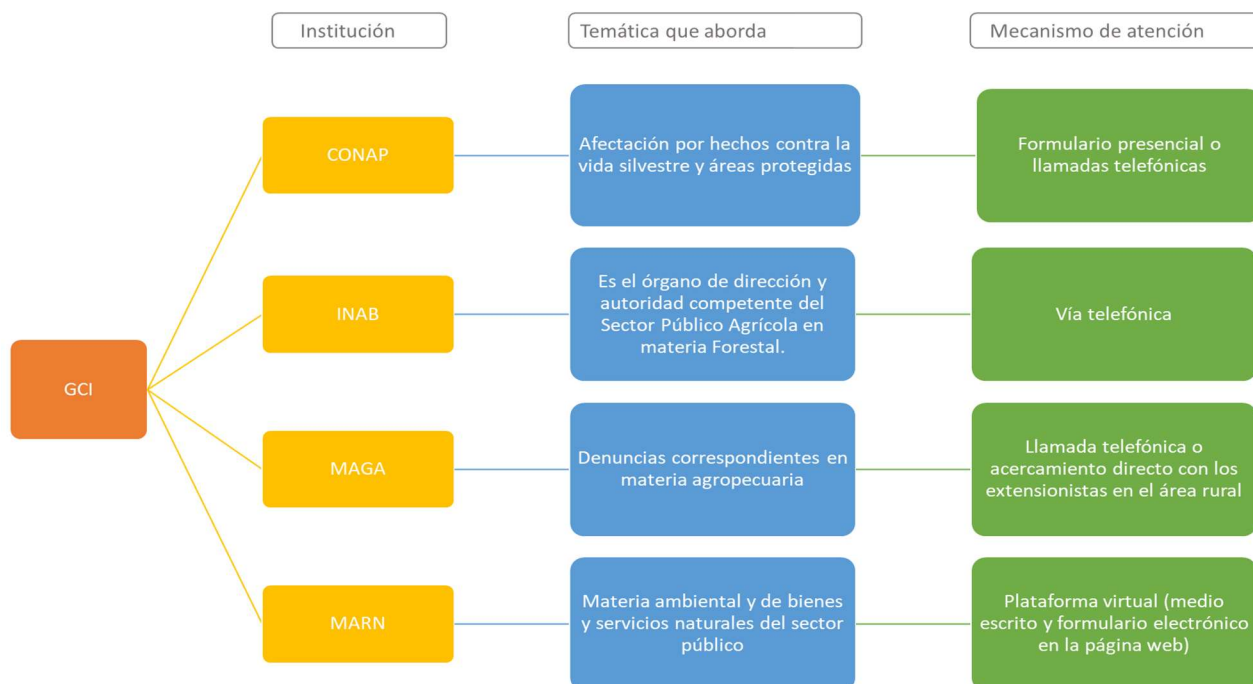 Institución
Temática que aborda
Mecanismo de atención
CONAP
Afectación por hechos contra la
vida silvestre y áreas protegidas
Formulario presencial o
llamadas telefónicas
INAB
Es el órgano de dirección y
autoridad competente del
Sector Público Agrícola en
materia Forestal.
Vía telefónica
GCI
MAGA
Denuncias correspondientes en
materia agropecuaria
Llamada telefónica o
acercamiento directo con los
extensionistas en el área rural
MARN
Materia ambiental y de bienes
y servicios naturales del sector
público
Plataforma virtual (medio
escrito y formulario electrónico
en la página web)